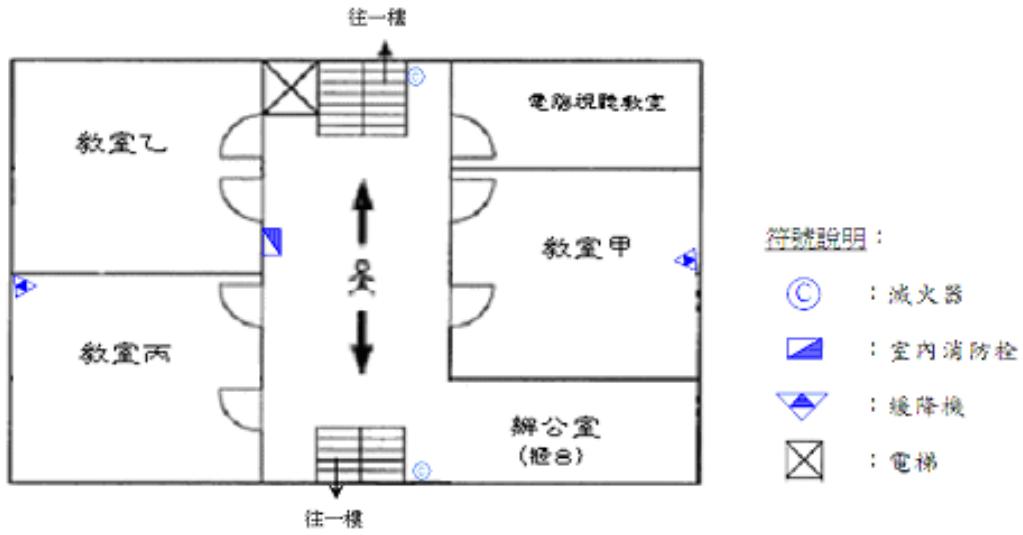 往一樓
電腦視聽教室
教室乙
教室甲
教室丙
辦公室
(櫃台)
往一樓
符號說明：
C：滅火器
：室內消防栓
：緩降機
：電梯
C
C